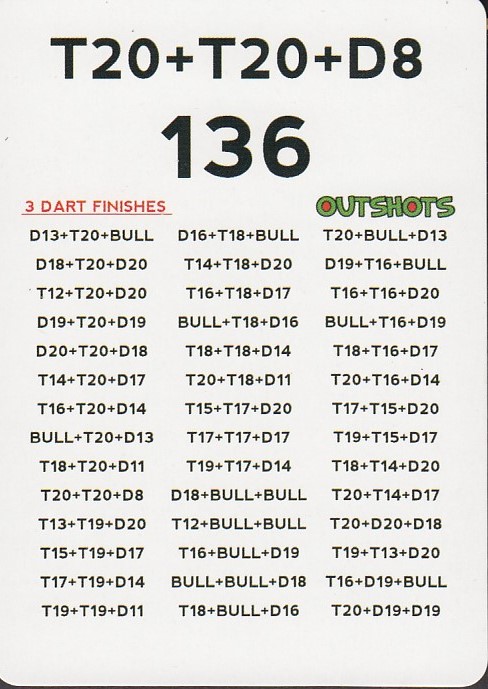 T20+T20+D8
136
3 DART FINISHES OUTSHOTS
D13+T20+BULL D16+T18+BULL T20+BULL+D13
D18+T20+D20 T14+T18+D20 D19+T16+BULL
T12+T20+D20 T16+T18+D17 T16+T16+D20
D19+T20+D19 BULL+T18+D16 BULL+T16+D19
D20+T20+D18 T18+T18+D14 T18+T16+D17
T14+T20+D17 T20+T18+D11 T20+T16+D14
T16+T20+D14 T15+T17+D20 T17+T15+D20
BULL+T20+D13 T17+T17+D17 T19+T15+D17
T18+T20+D11 T19+T17+D14 T18+T14+D20
T20+T20+D8 D18+BULL+BULL T20+T14+D17
T13+T19+D20 T12+BULL+BULL T20+D20+D18
T15+T19+D17 T16+BULL+D19 T19+T13+D20
T17+T19+D14 BULL+BULL+D18 T16+D19+BULL
T19+T19+D11 T18+BULL+D16 T20+D19+D19